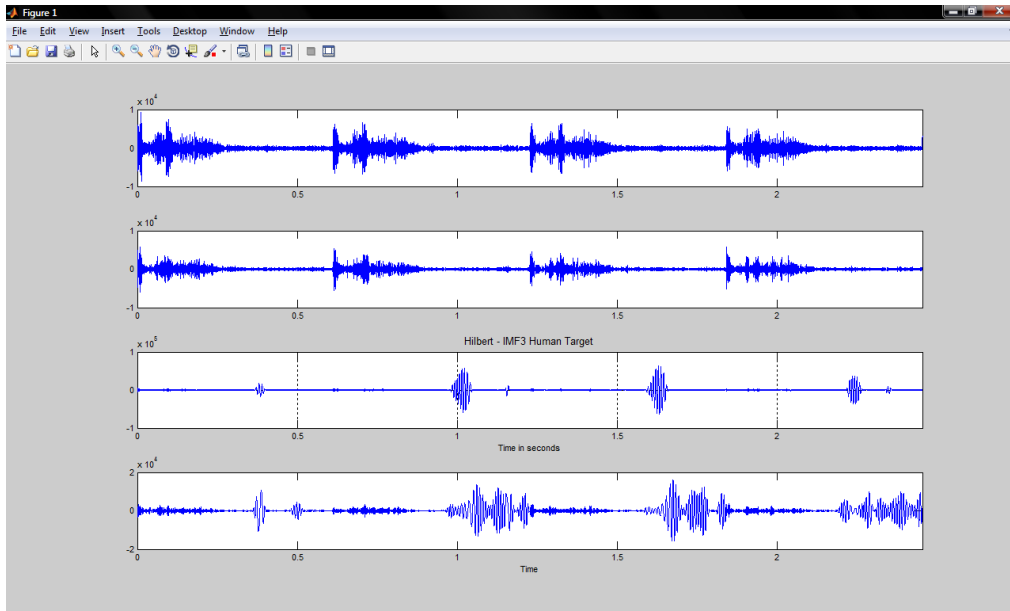 Figure 1
File Edit View Insert Tools Desktop Window Help
x 10^4
1
0
-1
0 0.5 1 1.5 2
x 10^4
1
0
-1
0 0.5 1 1.5 2
Hilbert - IMF3 Human Target
x 10^5
1
0
-1
0 0.5 1 1.5 2
Time in seconds
x 10^4
2
0
-2
0 0.5 1 1.5 2
Time